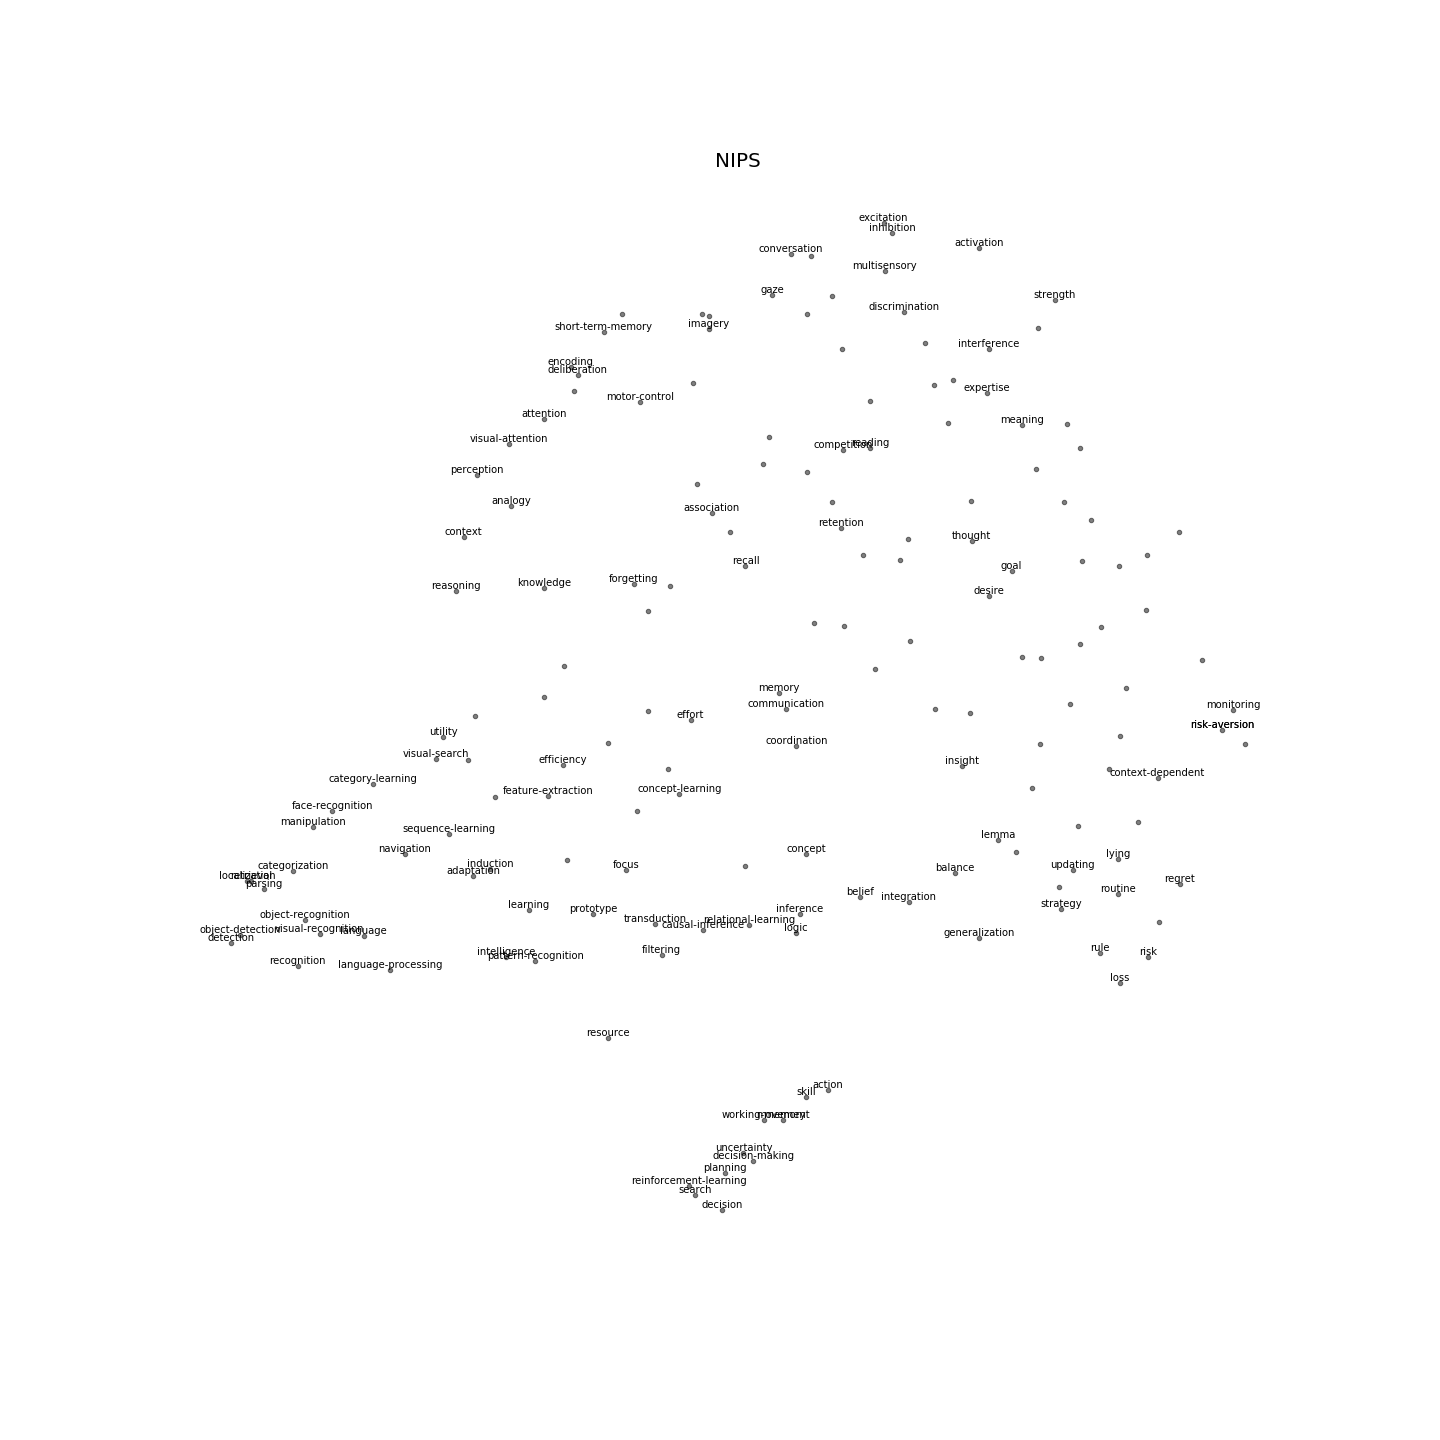 NIPS
excitation
inhibition
activation
conversation
multisensory
gaze
strength
discrimination
short-term-memory
imagery
interference
encoding
deliberation
expertise
motor-control
attention
meaning
visual-attention
competition
reading
perception
analogy
association
retention
context
thought
recall
goal
forgetting
knowledge
reasoning
desire
memory
communication
monitoring
effort
risk-aversion
utility
coordination
visual-search
efficiency
insight
context-dependent
category-learning
concept-learning
feature-extraction
face-recognition
manipulation
sequence-learning
lemma
navigation
concept
lying
categorization
induction
focus
updating
adaptation
balance
localization
retrieval
parsing
regret
routine
belief
integration
learning
strategy
prototype
inference
object-recognition
transduction
relational-learning
causal-inference
logic
object-detection
visual-recognition
language
generalization
detection
rule
filtering
intelligence
pattern-recognition
risk
recognition
language-processing
loss
resource
action
skill
working-memory
movement
uncertainty
decision-making
planning
reinforcement-learning
search
decision